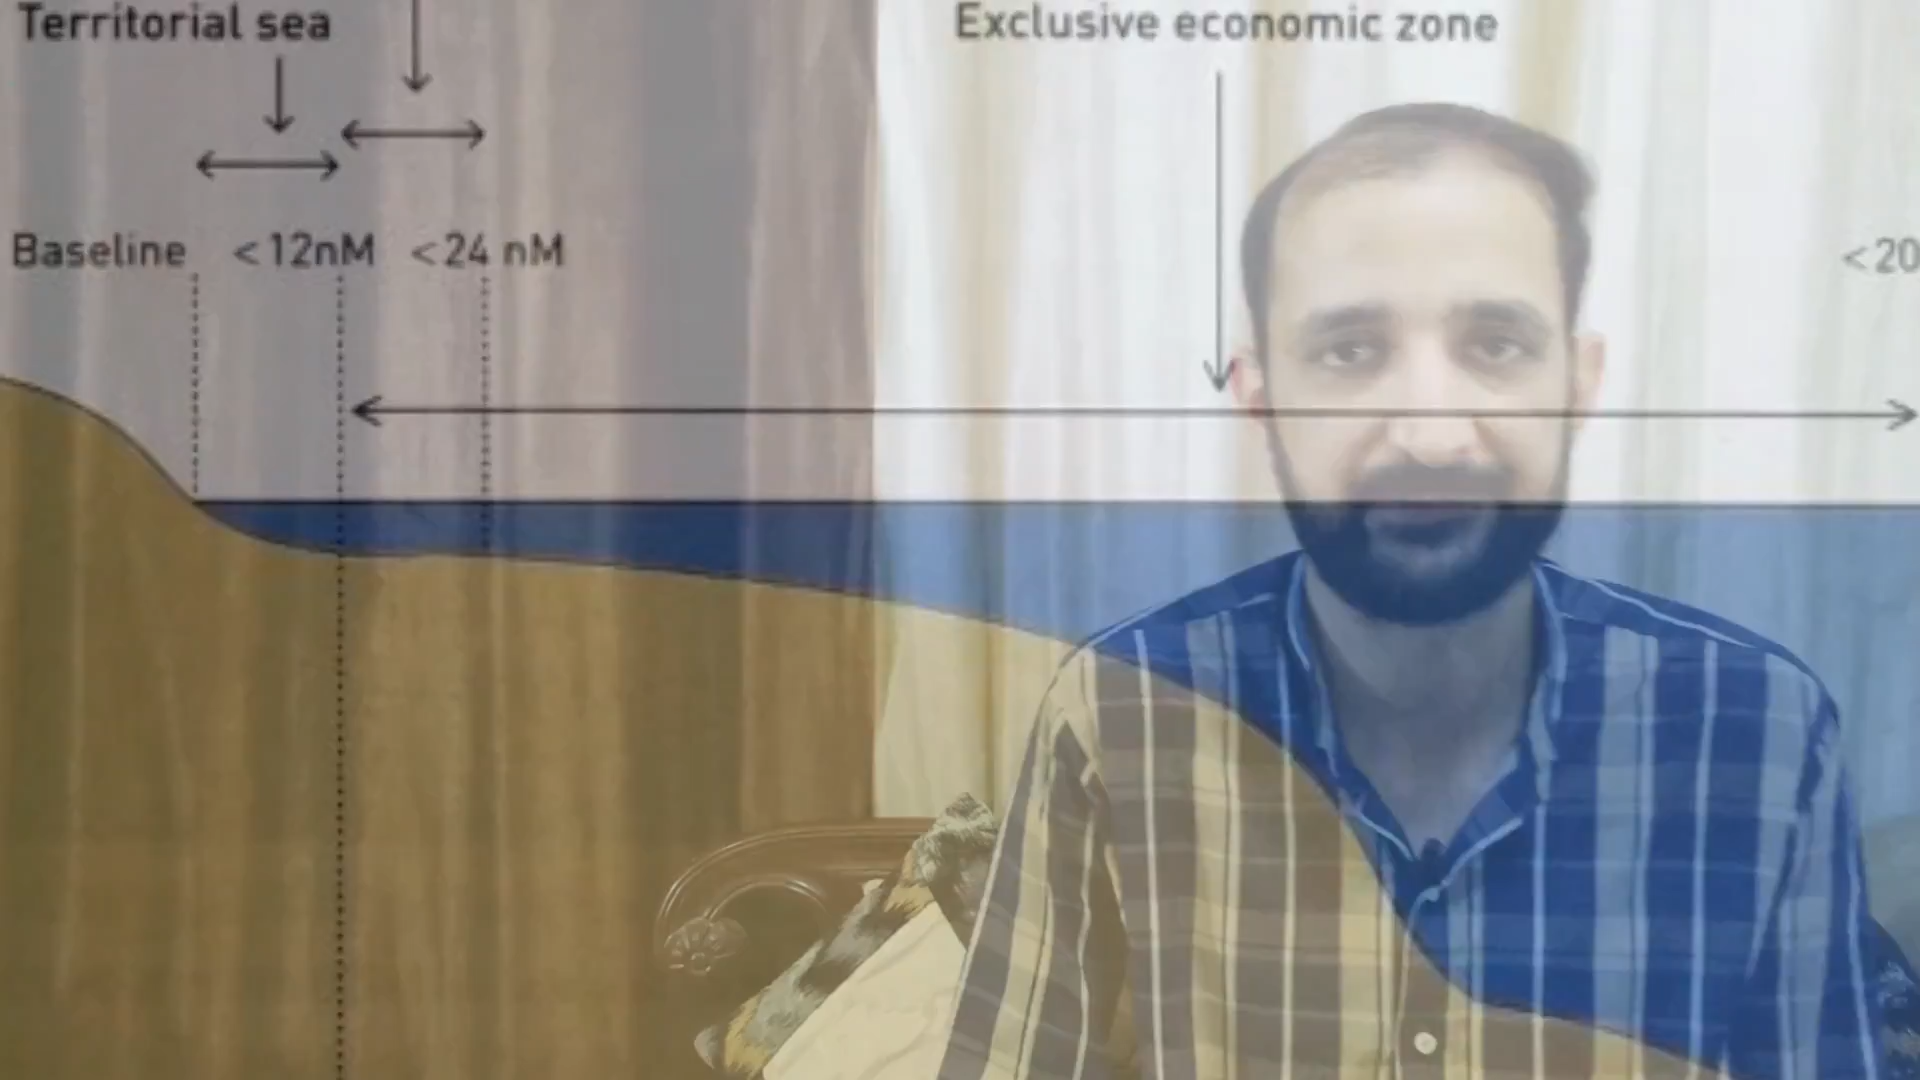 Territorial sea
Exclusive economic zone
Baseline
<12nM
<24 nM
<20